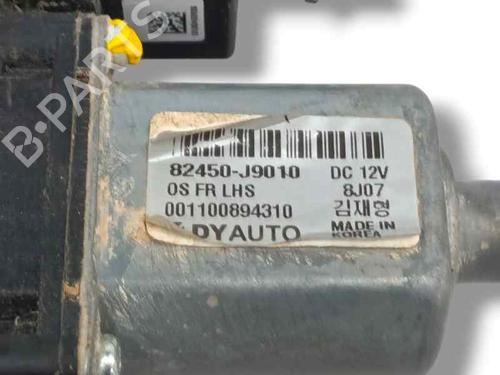 82450-J9010 DC 12V
OS FR LHS 8J07
001100894310 김재형
DYAUTO MADE IN KOREA
B-PARTS